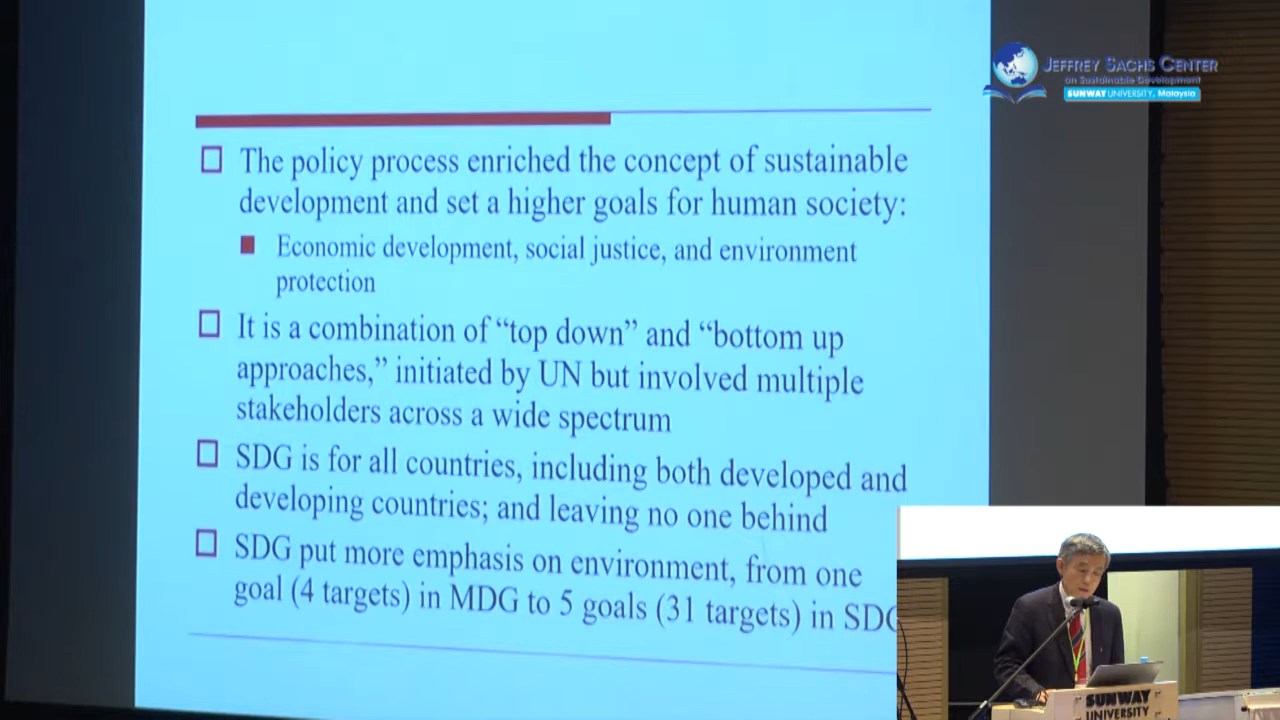 JEFFREY SACHS CENTER
on Sustainable Development
SUNWAY UNIVERSITY, Malaysia
The policy process enriched the concept of sustainable
development and set a higher goals for human society:
Economic development, social justice, and environment
protection
It is a combination of “top down” and “bottom up
approaches,” initiated by UN but involved multiple
stakeholders across a wide spectrum
SDG is for all countries, including both developed and
developing countries; and leaving no one behind
SDG put more emphasis on environment, from one
goal (4 targets) in MDG to 5 goals (31 targets) in SDG
SUNWAY
UNIVERSITY